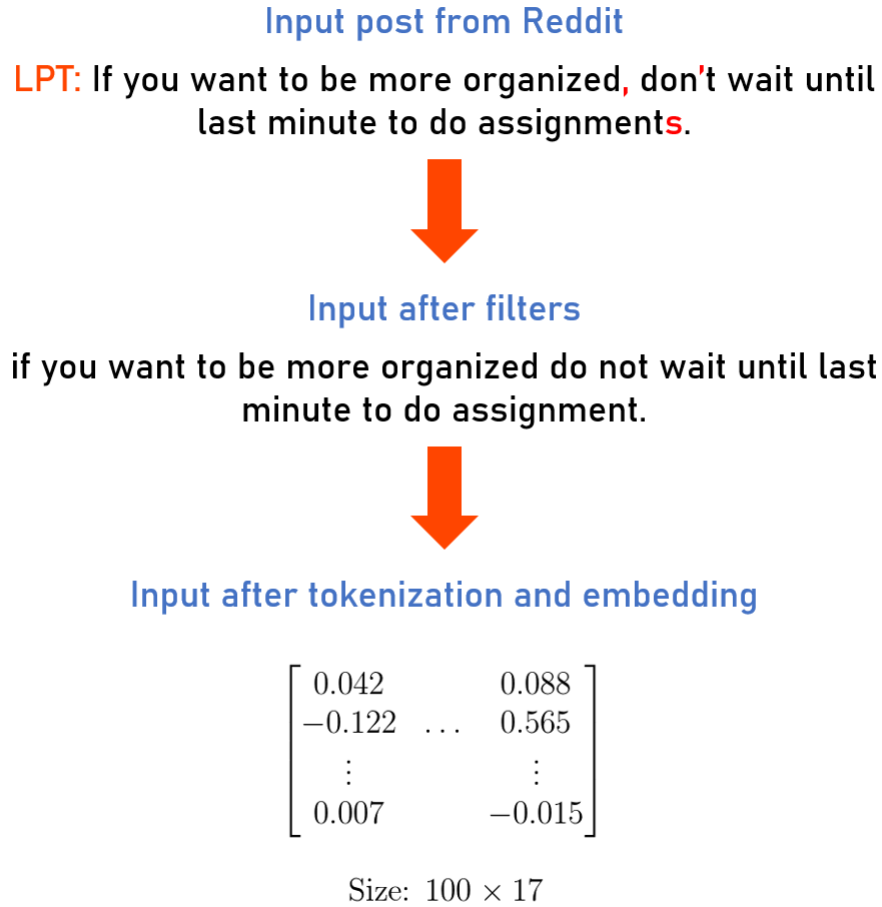 Input post from Reddit
LPT: If you want to be more organized, don't wait until
last minute to do assignments.
Input after filters
if you want to be more organized do not wait until last
minute to do assignment.
Input after tokenization and embedding
0.042 0.088
−0.122 … 0.565
⋮ ⋮
0.007 −0.015
Size: 100 × 17